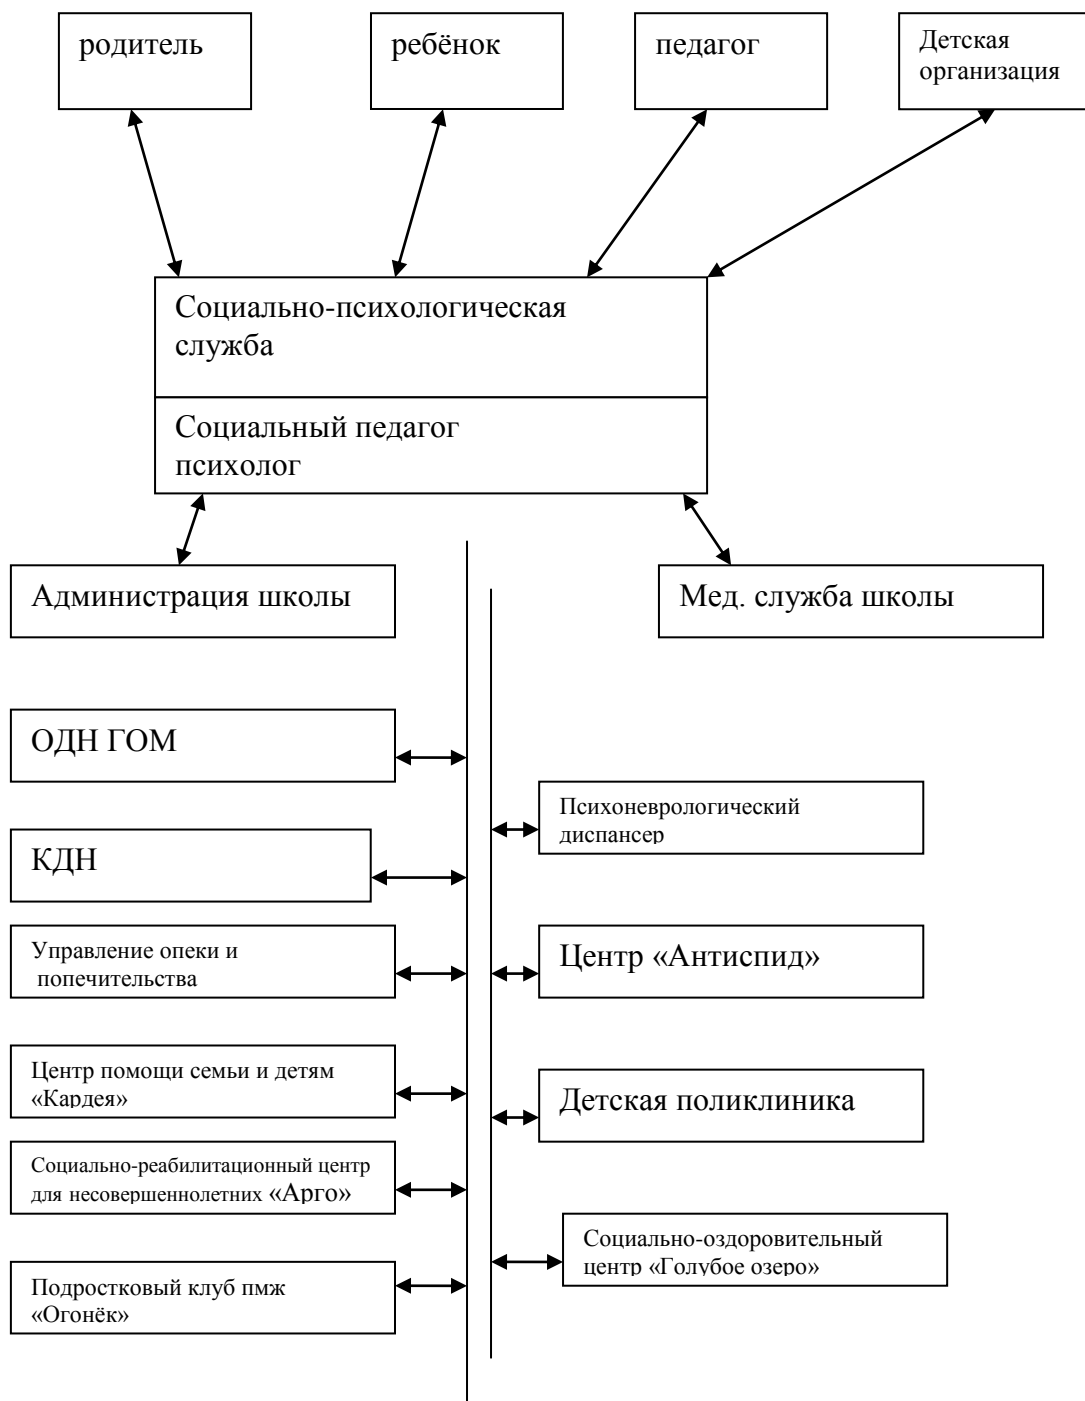 родитель
ребёнок
педагог
Детская
организация
Социально-психологическая
служба
Социальный педагог
психолог
Администрация школы
Мед. служба школы
ОДН ГОМ
Психоневрологический
диспансер
КДН
Управление опеки и
попечительства
Центр «Антиспид»
Центр помощи семьи и детям
«Кардея»
Детская поликлиника
Социально-реабилитационный центр
для несовершеннолетних «Арго»
Социально-оздоровительный
центр «Голубое озеро»
Подростковый клуб пмж
«Огонёк»